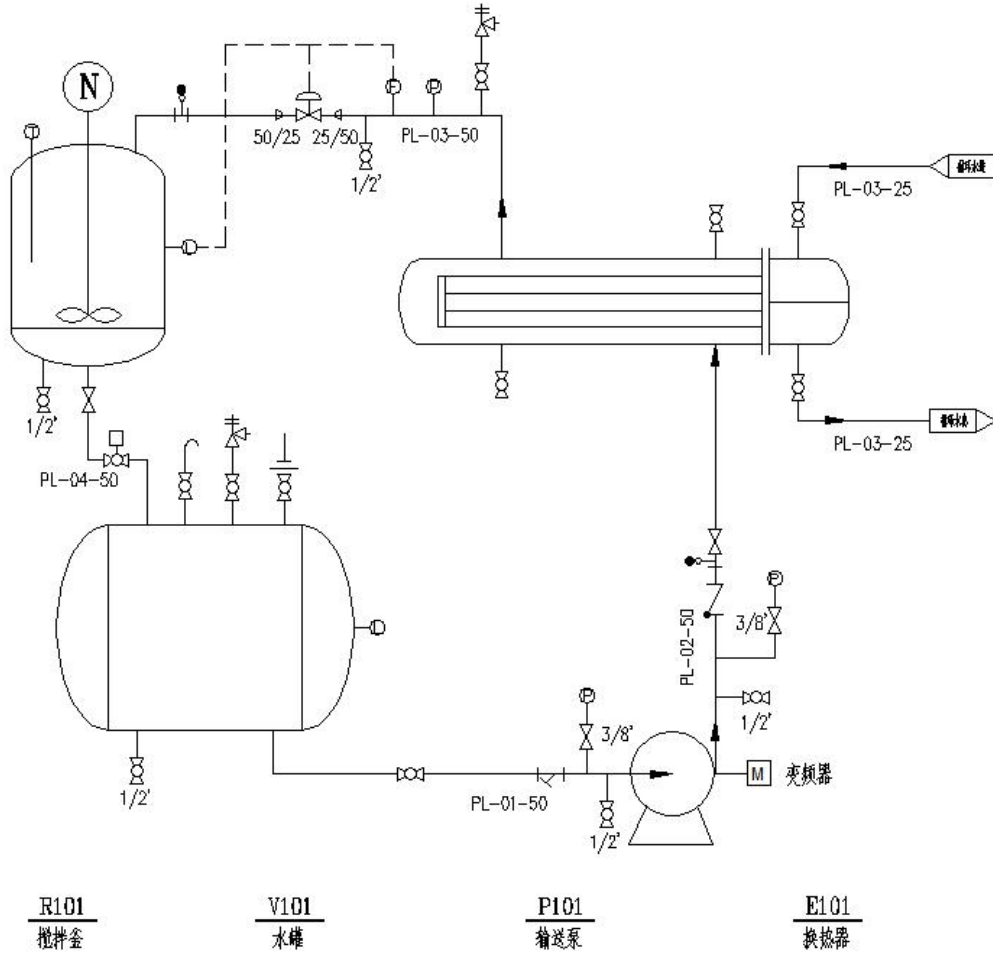 N
T
F
P
50/25
25/50
PL-03-50
1/2'
PL-03-25
L
1/2'
PL-03-25
PL-04-50
L
P
3/8'
PL-02-50
P
3/8'
1/2'
1/2'
M
变频器
PL-01-50
1/2'
R101
V101
P101
E101
搅拌釜
水罐
输送泵
换热器